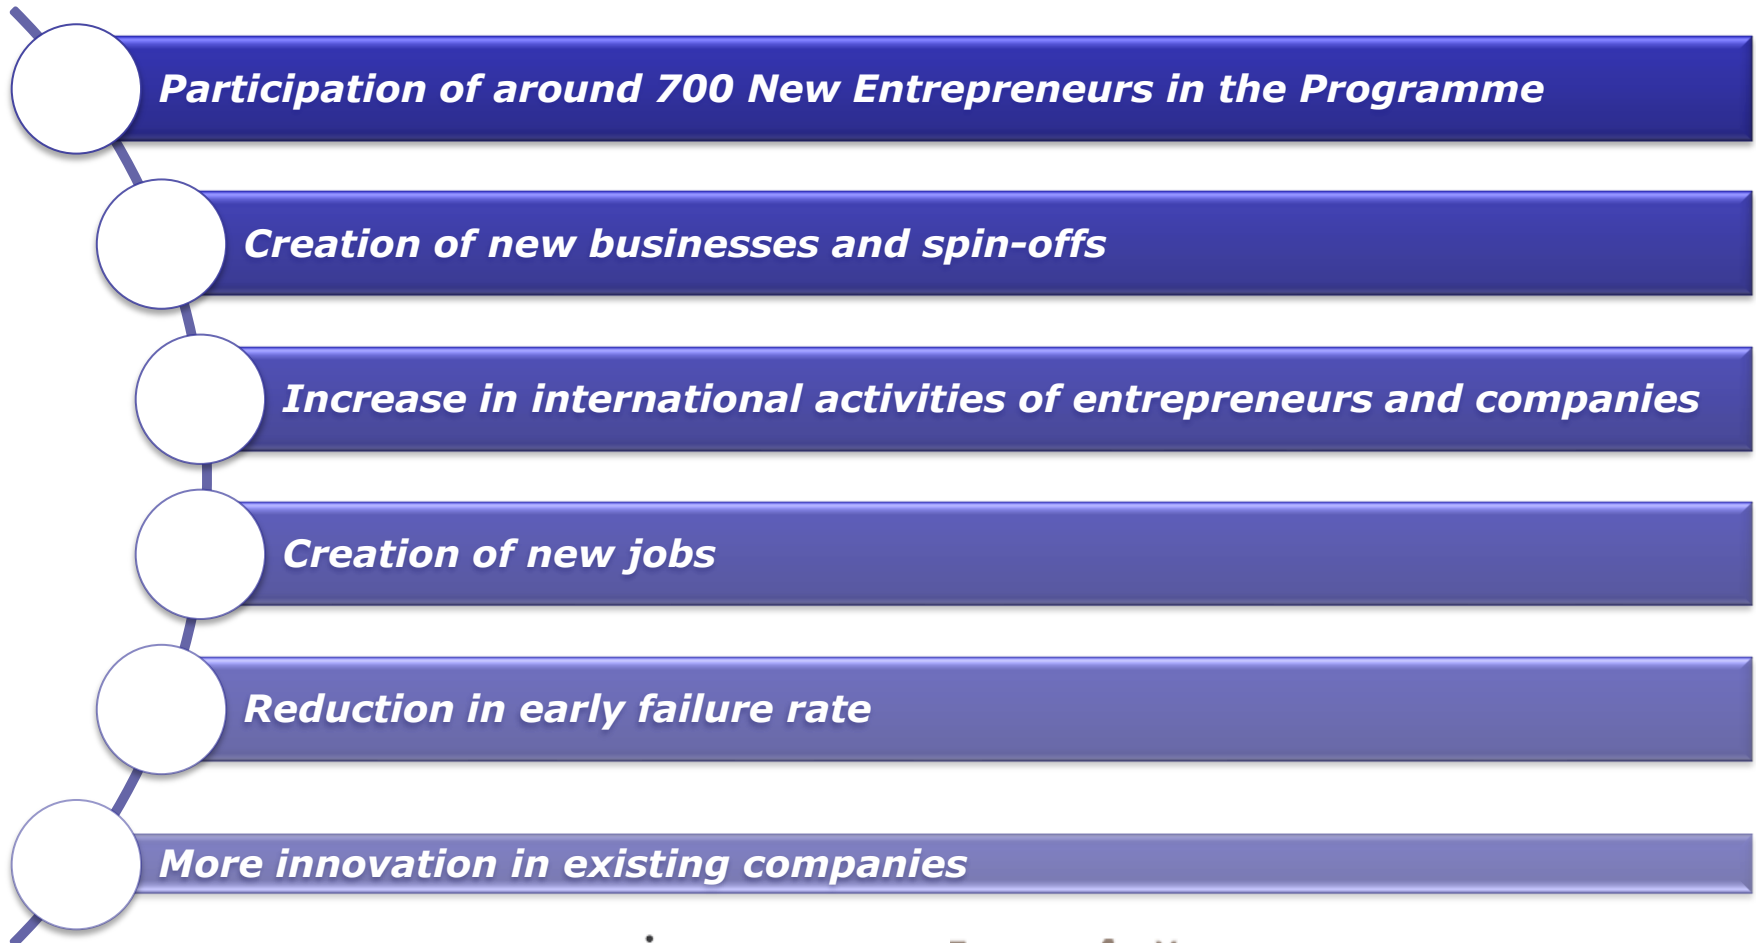 Participation of around 700 New Entrepreneurs in the Programme
Creation of new businesses and spin-offs
Increase in international activities of entrepreneurs and companies
Creation of new jobs
Reduction in early failure rate
More innovation in existing companies